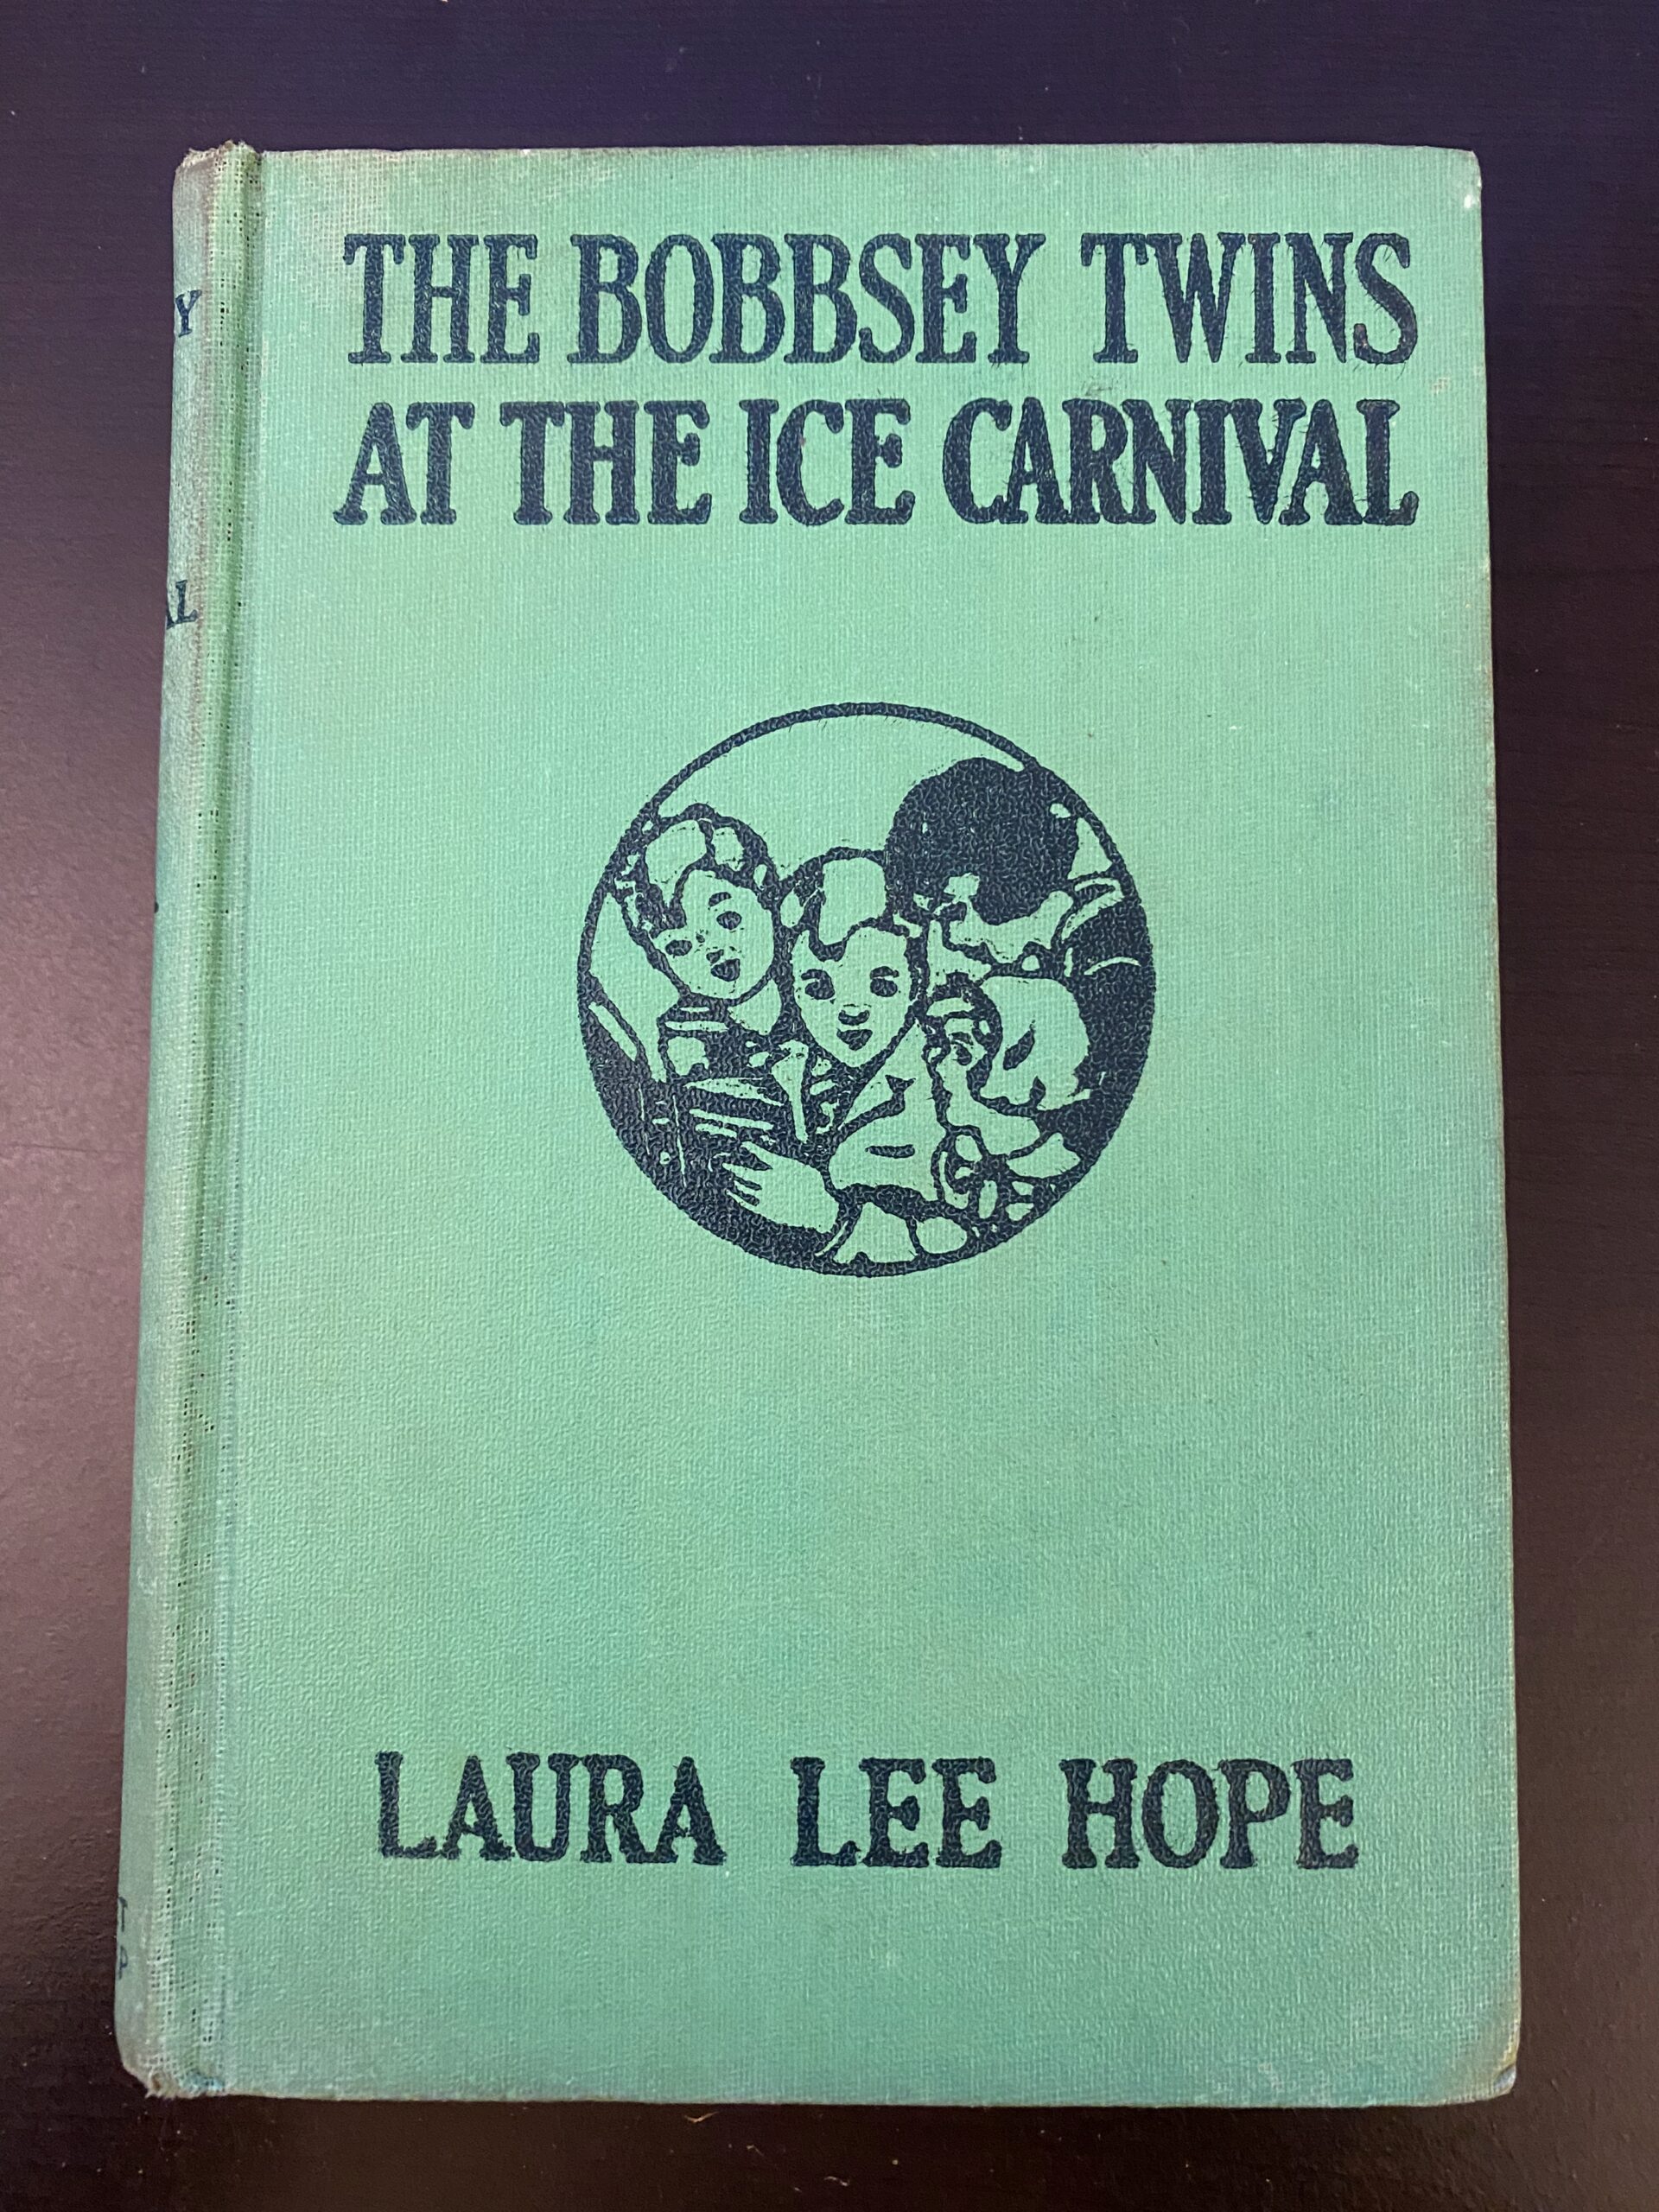 THE BOBBSEY TWINS
AT THE ICE CARNIVAL
LAURA LEE HOPE